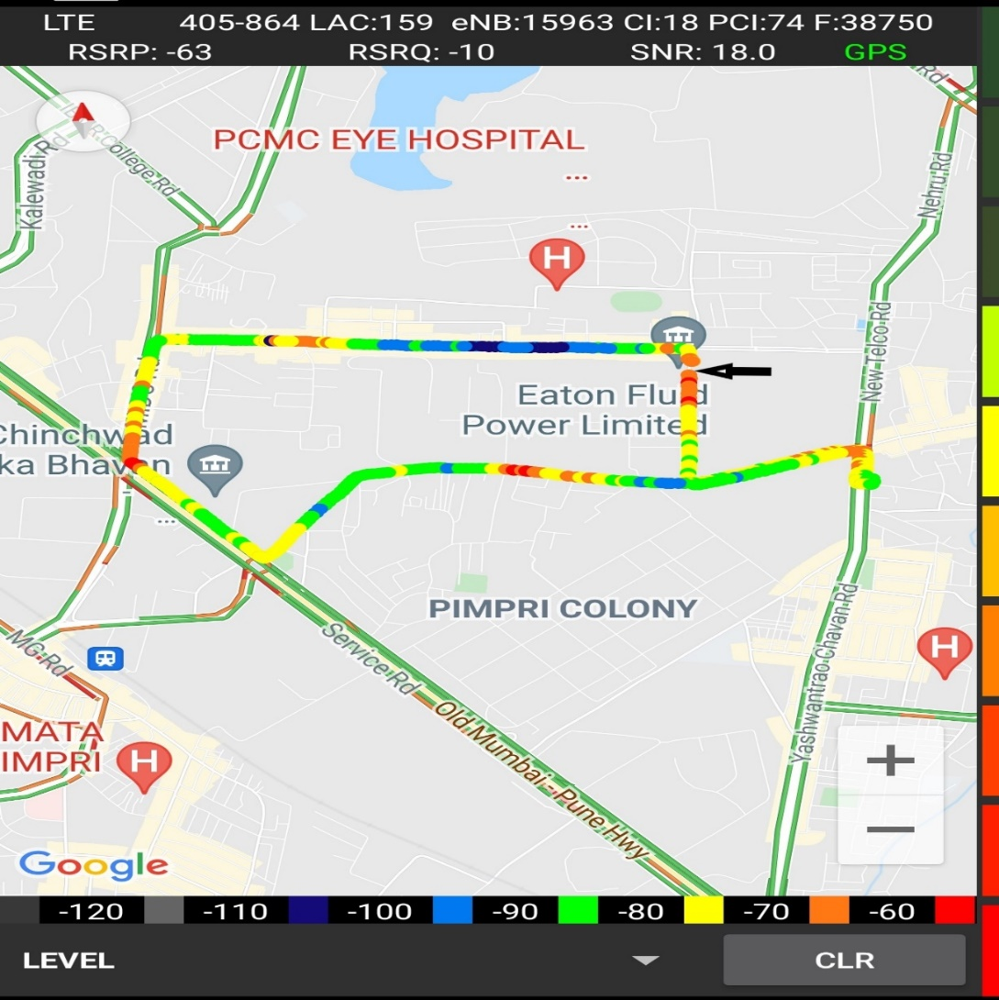 LTE 405-864 LAC:159 eNB:15963 CI:18 PCI:74 F:38750
RSRP: -63 RSRQ: -10 SNR: 18.0 GPS
Rd
PCMC EYE HOSPITAL
College Rd
Kalewadi Rd
Nehru Rd
H
New Telco Rd
Eaton Fluid
Power Limited
Chinchwad
ka Bhavan
PIMPRI COLONY
Service Rd
MG Rd
Yashwantrao Chavan Rd
H
Old Mumbai - Pune Hwy
MATA
IMPRI
H
+
−
Google
-120 -110 -100 -90 -80 -70 -60
LEVEL CLR